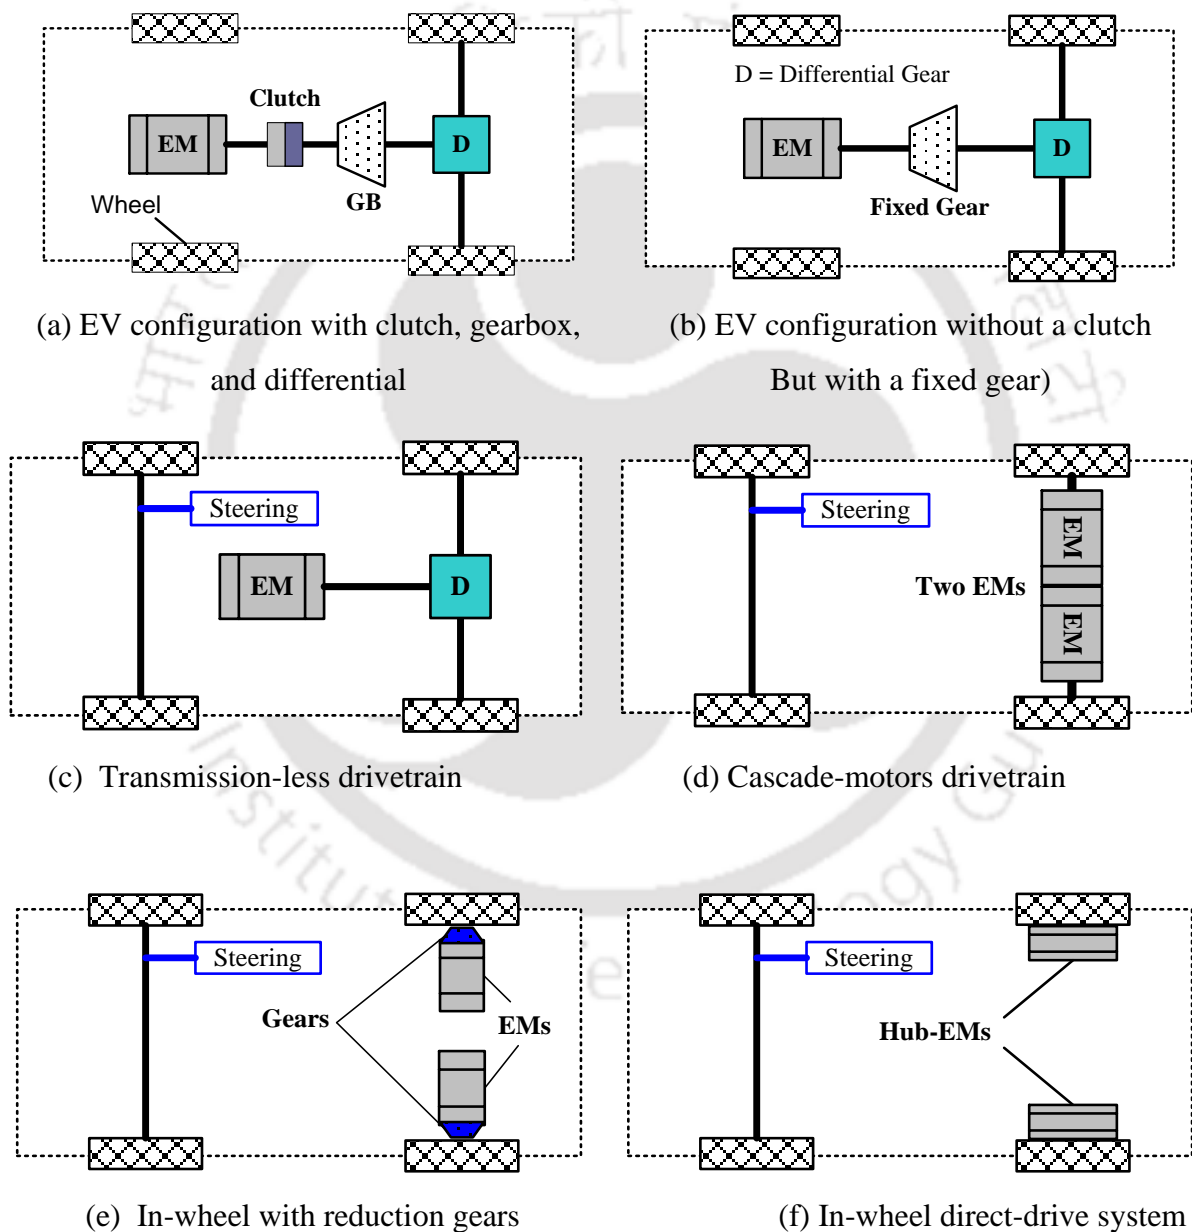 Clutch
EM
D
GB
Wheel
(a) EV configuration with clutch, gearbox,
and differential
D = Differential Gear
EM
D
Fixed Gear
(b) EV configuration without a clutch
But with a fixed gear)
Steering
EM
D
(c) Transmission-less drivetrain
Steering
EM
Two EMs
EM
(d) Cascade-motors drivetrain
Steering
Gears
EMs
(e) In-wheel with reduction gears
Steering
Hub-EMs
(f) In-wheel direct-drive system